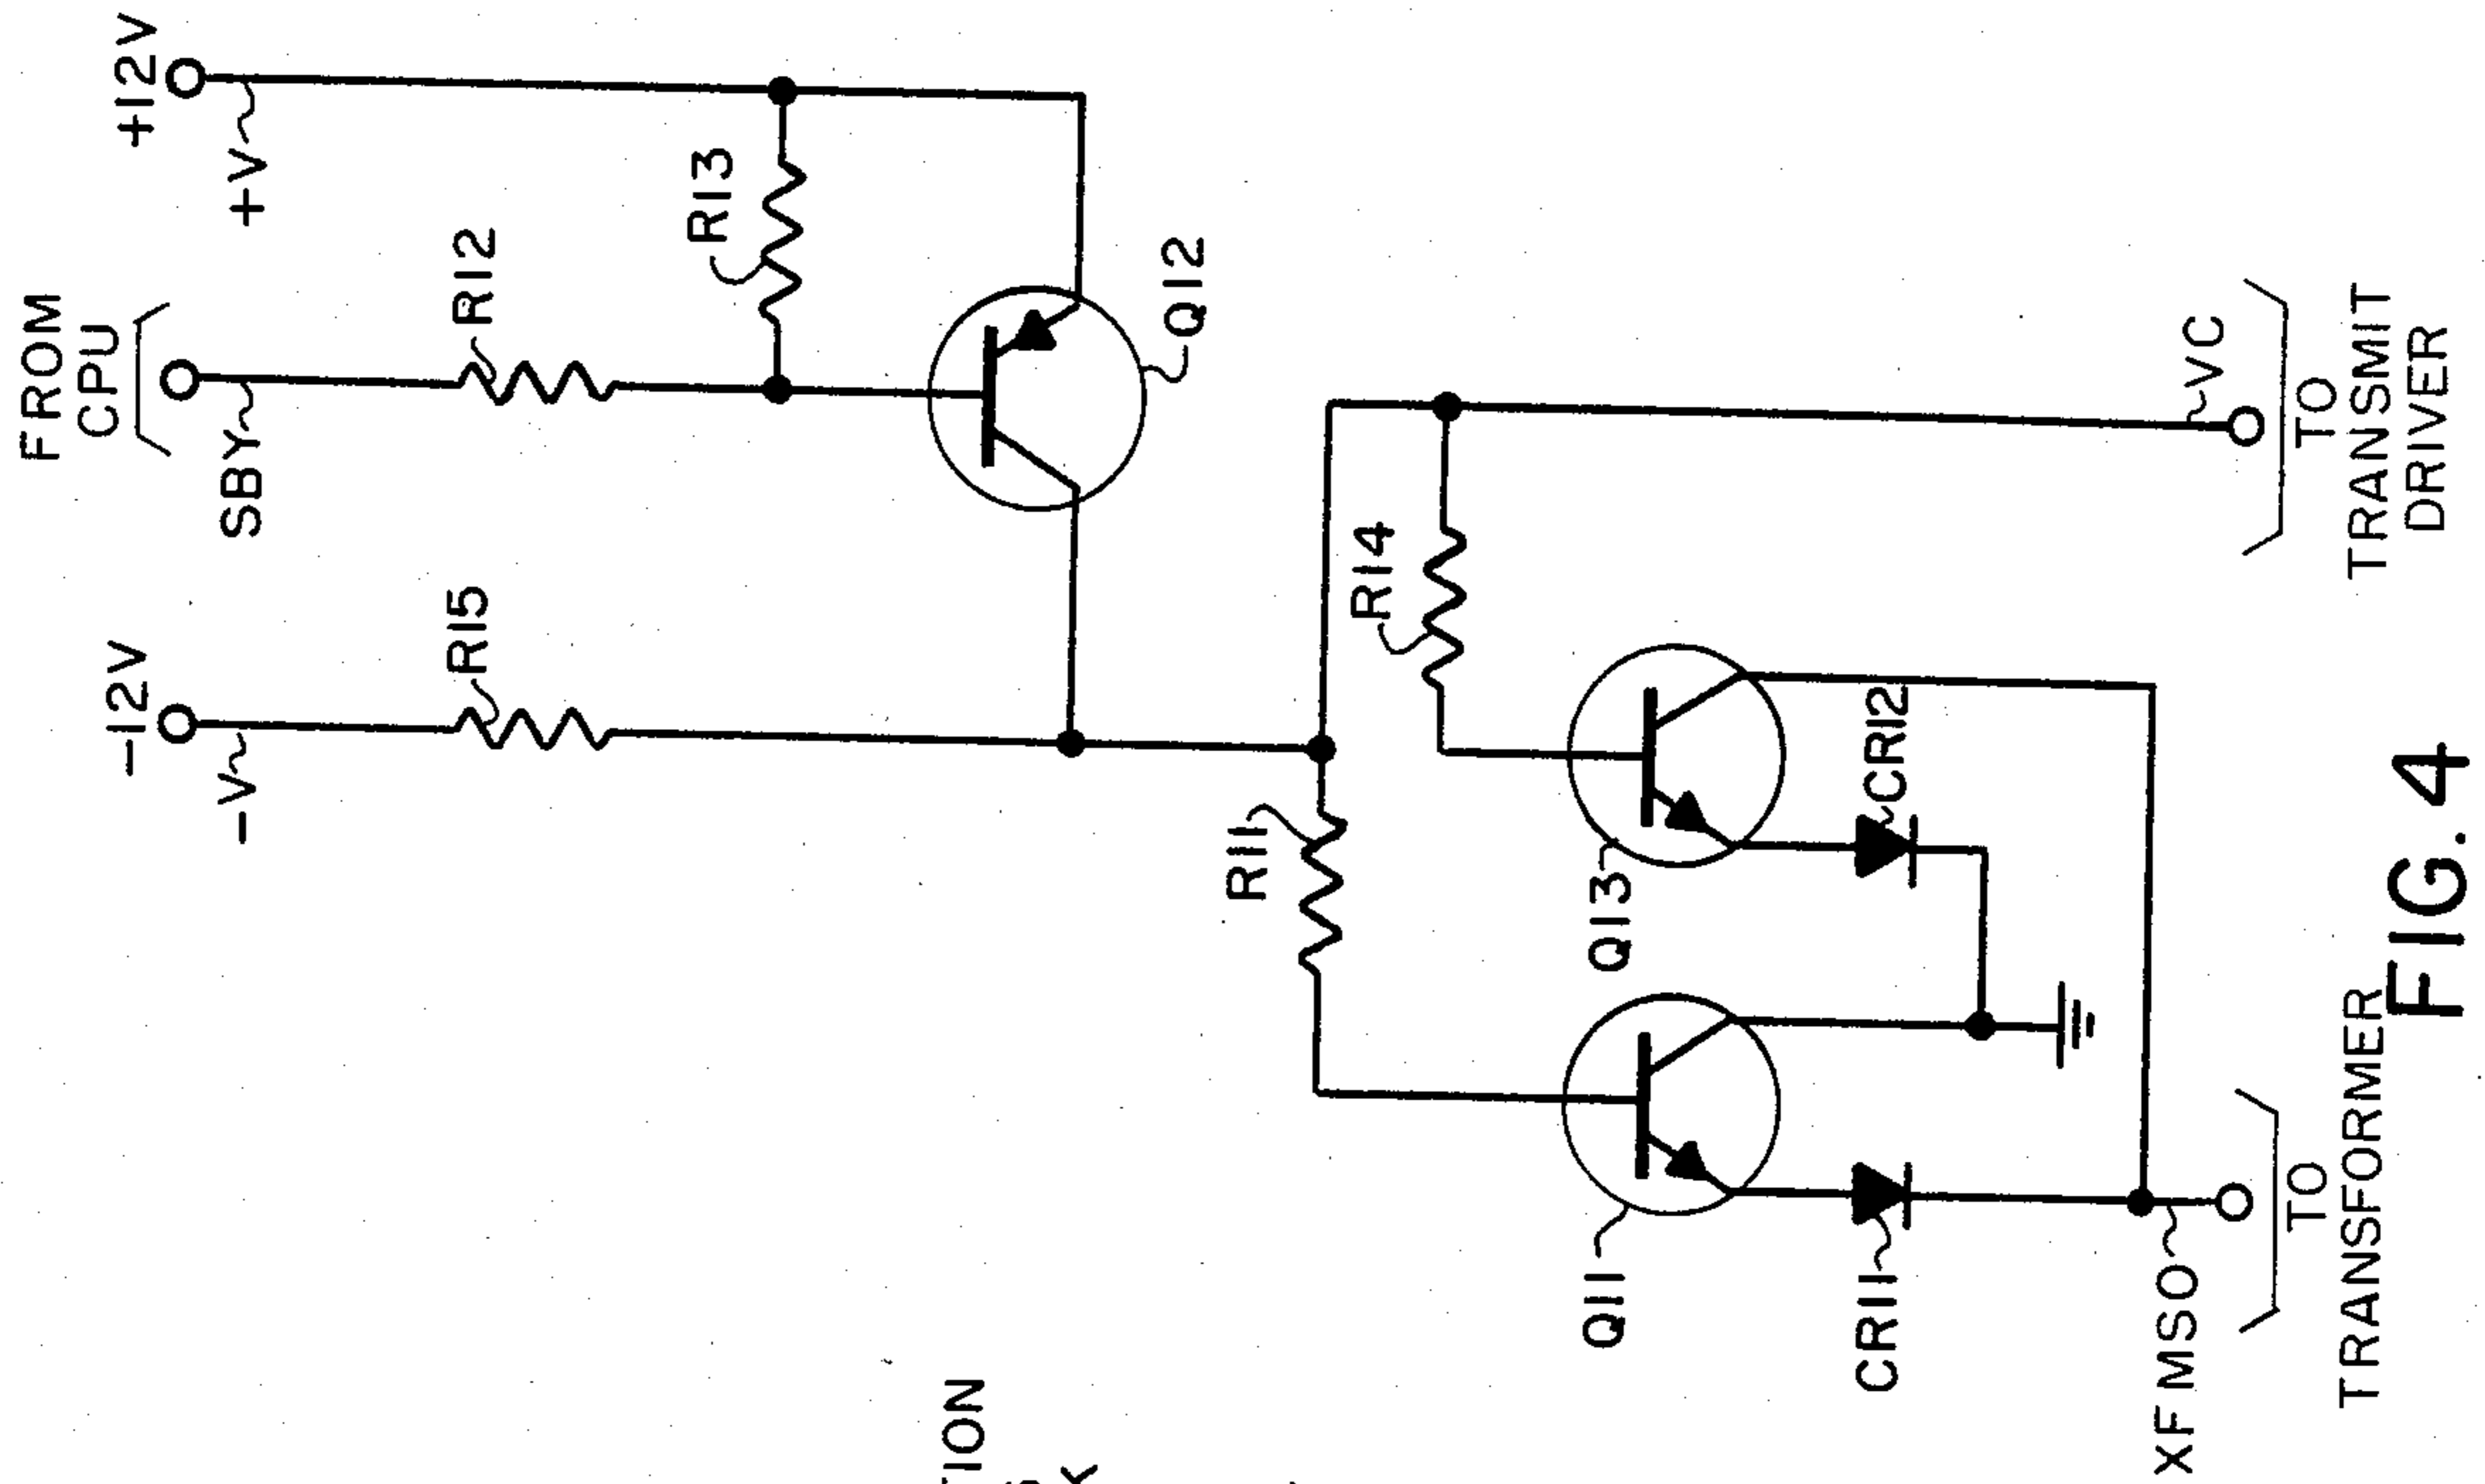 FROM
CPU
-12V
-V
SBY
+12V
+V
R15
R12
R13
Q12
R11
R14
Q11
Q13
CR11
CR12
XFMSO
VC
TO
TRANSFORMER
TO
TRANSMIT
DRIVER
FIG. 4
TION